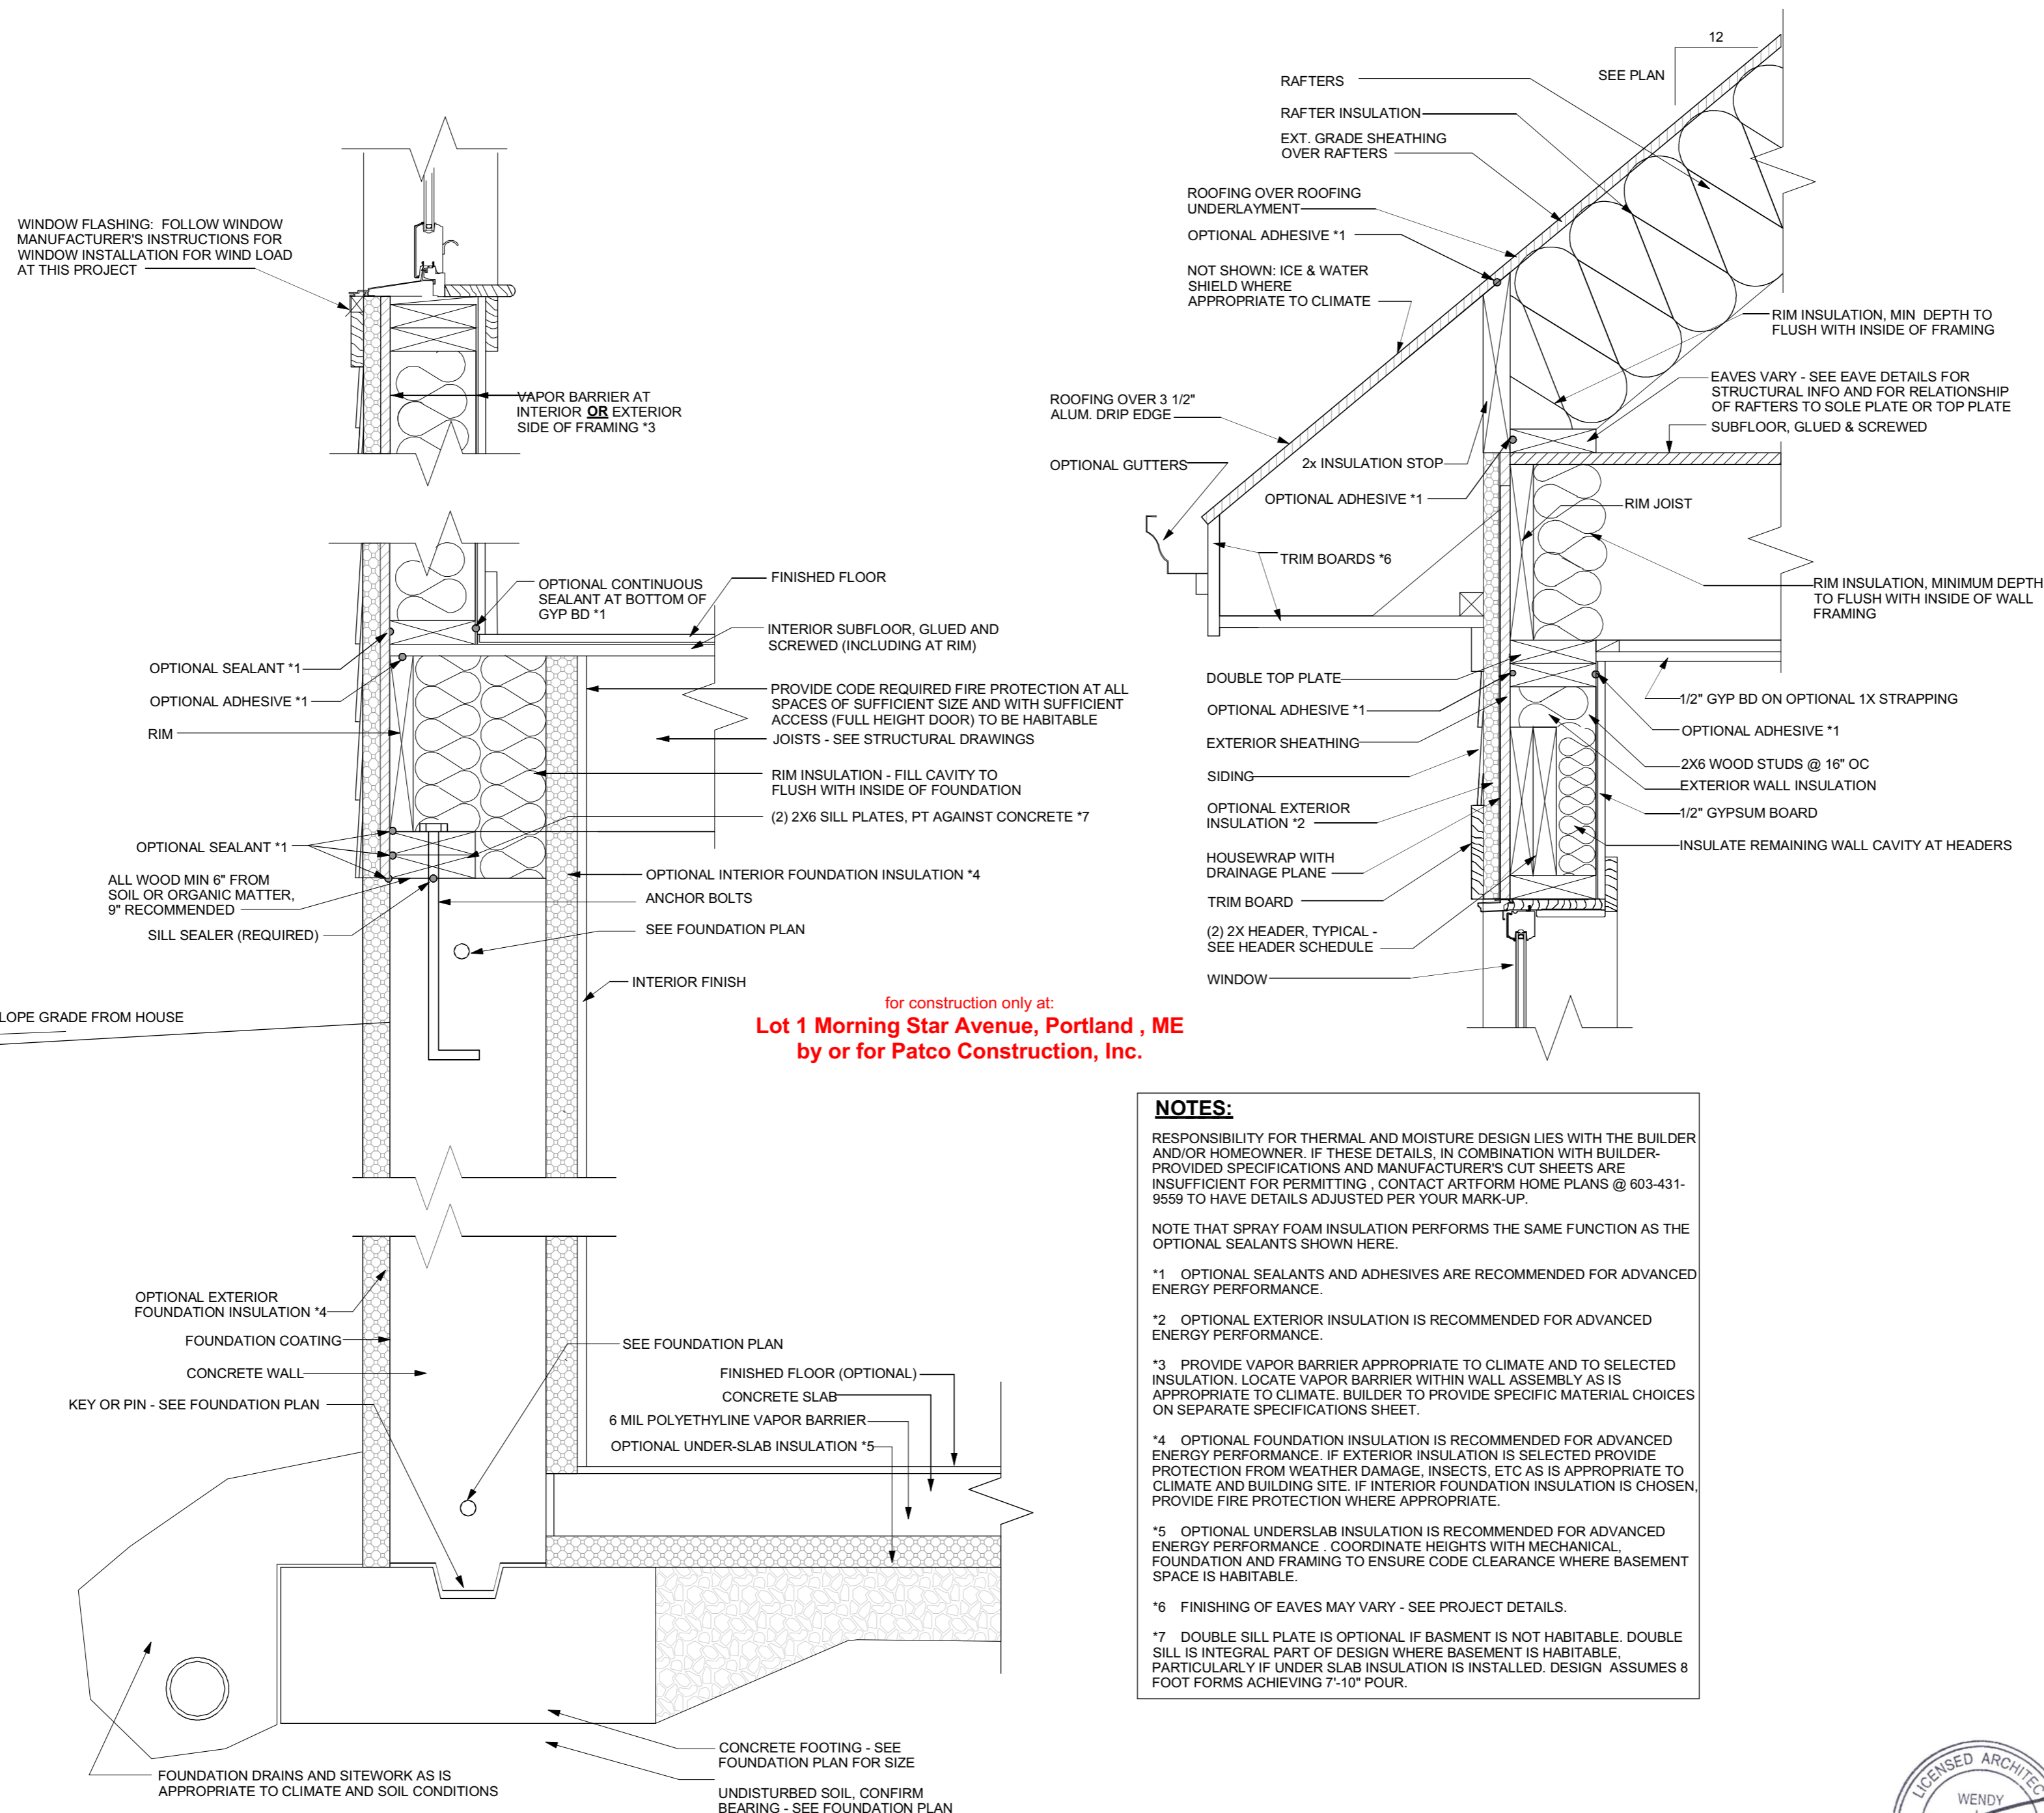 WINDOW FLASHING: FOLLOW WINDOW
MANUFACTURER'S INSTRUCTIONS FOR
WINDOW INSTALLATION FOR WIND LOAD
AT THIS PROJECT
VAPOR BARRIER AT
INTERIOR OR EXTERIOR
SIDE OF FRAMING *3
OPTIONAL CONTINUOUS
SEALANT AT BOTTOM OF
GYP BD *1
FINISHED FLOOR
INTERIOR SUBFLOOR, GLUED AND
SCREWED (INCLUDING AT RIM)
OPTIONAL SEALANT *1
OPTIONAL ADHESIVE *1
RIM
PROVIDE CODE REQUIRED FIRE PROTECTION AT ALL
SPACES OF SUFFICIENT SIZE AND WITH SUFFICIENT
ACCESS (FULL HEIGHT DOOR) TO BE HABITABLE
JOISTS - SEE STRUCTURAL DRAWINGS
RIM INSULATION - FILL CAVITY TO
FLUSH WITH INSIDE OF FOUNDATION
(2) 2X6 SILL PLATES, PT AGAINST CONCRETE *7
OPTIONAL SEALANT *1
ALL WOOD MIN 6" FROM
SOIL OR ORGANIC MATTER,
9" RECOMMENDED
SILL SEALER (REQUIRED)
OPTIONAL INTERIOR FOUNDATION INSULATION *4
ANCHOR BOLTS
SEE FOUNDATION PLAN
INTERIOR FINISH
LOPE GRADE FROM HOUSE
for construction only at:
Lot 1 Morning Star Avenue, Portland , ME
by or for Patco Construction, Inc.
OPTIONAL EXTERIOR
FOUNDATION INSULATION *4
FOUNDATION COATING
CONCRETE WALL
KEY OR PIN - SEE FOUNDATION PLAN
SEE FOUNDATION PLAN
FINISHED FLOOR (OPTIONAL)
CONCRETE SLAB
6 MIL POLYETHYLINE VAPOR BARRIER
OPTIONAL UNDER-SLAB INSULATION *5
FOUNDATION DRAINS AND SITEWORK AS IS
APPROPRIATE TO CLIMATE AND SOIL CONDITIONS
CONCRETE FOOTING - SEE
FOUNDATION PLAN FOR SIZE
UNDISTURBED SOIL, CONFIRM
BEARING - SEE FOUNDATION PLAN
12
SEE PLAN
RAFTERS
RAFTER INSULATION
EXT. GRADE SHEATHING
OVER RAFTERS
ROOFING OVER ROOFING
UNDERLAYMENT
OPTIONAL ADHESIVE *1
NOT SHOWN: ICE & WATER
SHIELD WHERE
APPROPRIATE TO CLIMATE
ROOFING OVER 3 1/2"
ALUM. DRIP EDGE
OPTIONAL GUTTERS
2x INSULATION STOP
OPTIONAL ADHESIVE *1
TRIM BOARDS *6
RIM INSULATION, MIN DEPTH TO
FLUSH WITH INSIDE OF FRAMING
EAVES VARY - SEE EAVE DETAILS FOR
STRUCTURAL INFO AND FOR RELATIONSHIP
OF RAFTERS TO SOLE PLATE OR TOP PLATE
SUBFLOOR, GLUED & SCREWED
RIM JOIST
RIM INSULATION, MINIMUM DEPTH
TO FLUSH WITH INSIDE OF WALL
FRAMING
DOUBLE TOP PLATE
OPTIONAL ADHESIVE *1
EXTERIOR SHEATHING
SIDING
OPTIONAL EXTERIOR
INSULATION *2
HOUSEWRAP WITH
DRAINAGE PLANE
TRIM BOARD
(2) 2X HEADER, TYPICAL -
SEE HEADER SCHEDULE
WINDOW
1/2" GYP BD ON OPTIONAL 1X STRAPPING
OPTIONAL ADHESIVE *1
2X6 WOOD STUDS @ 16" OC
EXTERIOR WALL INSULATION
1/2" GYPSUM BOARD
INSULATE REMAINING WALL CAVITY AT HEADERS
NOTES:
RESPONSIBILITY FOR THERMAL AND MOISTURE DESIGN LIES WITH THE BUILDER
AND/OR HOMEOWNER. IF THESE DETAILS, IN COMBINATION WITH BUILDER-
PROVIDED SPECIFICATIONS AND MANUFACTURER'S CUT SHEETS ARE
INSUFFICIENT FOR PERMITTING , CONTACT ARTFORM HOME PLANS @ 603-431-
9559 TO HAVE DETAILS ADJUSTED PER YOUR MARK-UP.
NOTE THAT SPRAY FOAM INSULATION PERFORMS THE SAME FUNCTION AS THE
OPTIONAL SEALANTS SHOWN HERE.
*1 OPTIONAL SEALANTS AND ADHESIVES ARE RECOMMENDED FOR ADVANCED
ENERGY PERFORMANCE.
*2 OPTIONAL EXTERIOR INSULATION IS RECOMMENDED FOR ADVANCED
ENERGY PERFORMANCE.
*3 PROVIDE VAPOR BARRIER APPROPRIATE TO CLIMATE AND TO SELECTED
INSULATION. LOCATE VAPOR BARRIER WITHIN WALL ASSEMBLY AS IS
APPROPRIATE TO CLIMATE. BUILDER TO PROVIDE SPECIFIC MATERIAL CHOICES
ON SEPARATE SPECIFICATIONS SHEET.
*4 OPTIONAL FOUNDATION INSULATION IS RECOMMENDED FOR ADVANCED
ENERGY PERFORMANCE. IF EXTERIOR INSULATION IS SELECTED PROVIDE
PROTECTION FROM WEATHER DAMAGE, INSECTS, ETC AS IS APPROPRIATE TO
CLIMATE AND BUILDING SITE. IF INTERIOR FOUNDATION INSULATION IS CHOSEN,
PROVIDE FIRE PROTECTION WHERE APPROPRIATE.
*5 OPTIONAL UNDERSLAB INSULATION IS RECOMMENDED FOR ADVANCED
ENERGY PERFORMANCE . COORDINATE HEIGHTS WITH MECHANICAL,
FOUNDATION AND FRAMING TO ENSURE CODE CLEARANCE WHERE BASEMENT
SPACE IS HABITABLE.
*6 FINISHING OF EAVES MAY VARY - SEE PROJECT DETAILS.
*7 DOUBLE SILL PLATE IS OPTIONAL IF BASMENT IS NOT HABITABLE. DOUBLE
SILL IS INTEGRAL PART OF DESIGN WHERE BASEMENT IS HABITABLE,
PARTICULARLY IF UNDER SLAB INSULATION IS INSTALLED. DESIGN ASSUMES 8
FOOT FORMS ACHIEVING 7'-10" POUR.
LICENSED ARCHITEC
WENDY